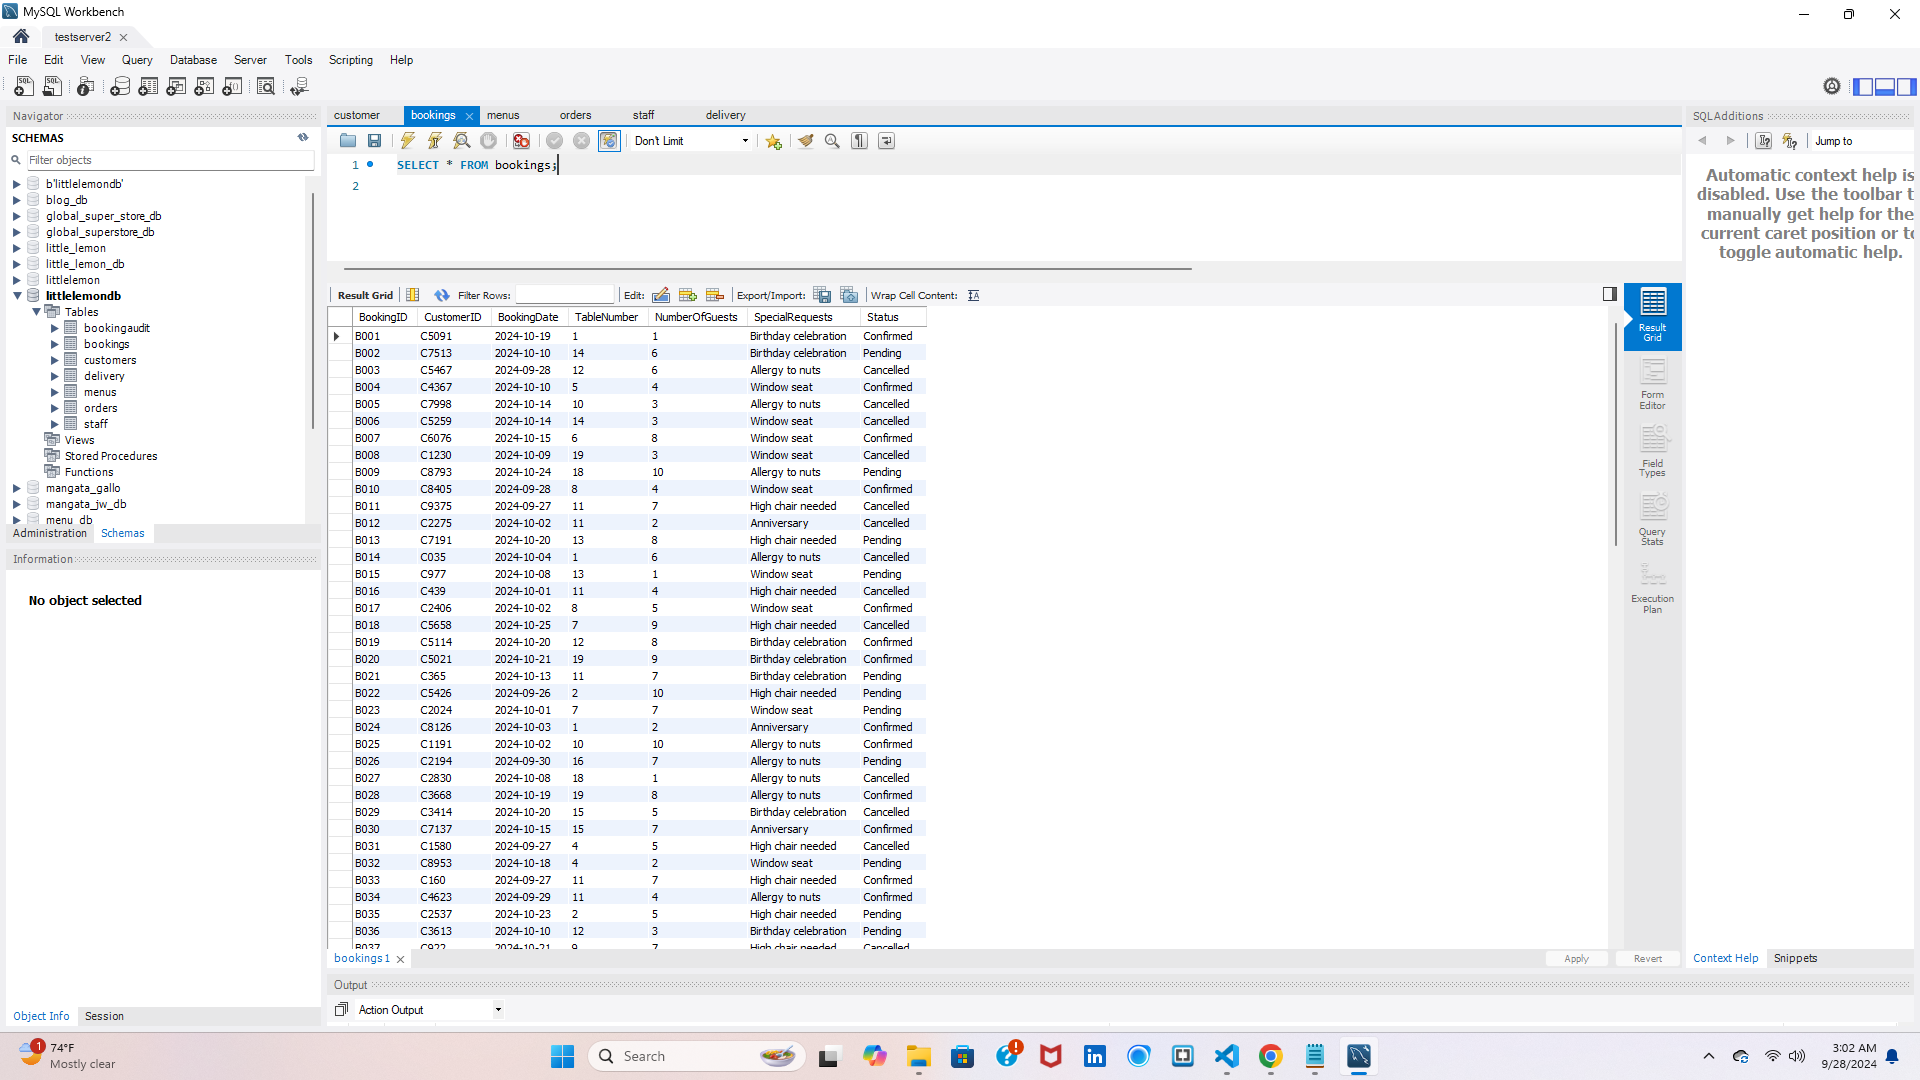 MySQL Workbench
testserver2
File Edit View Query Database Server Tools Scripting Help
Navigator
SCHEMAS
Filter objects
b'littlelemondb'
blog_db
global_super_store_db
global_superstore_db
little_lemon
little_lemon_db
littlelemon
littlelemondb
Tables
bookingaudit
bookings
customers
delivery
menus
orders
staff
Views
Stored Procedures
Functions
mangata_gallo
mangata_jw_db
menu_db
Administration Schemas
Information
No object selected
Object Info Session
customer bookings menus orders staff delivery
Don't Limit
1 SELECT * FROM bookings;
2
Result Grid Filter Rows: Edit: Export/Import: Wrap Cell Content:
BookingID CustomerID BookingDate TableNumber NumberOfGuests SpecialRequests Status
B001 C5091 2024-10-19 1 1 Birthday celebration Confirmed
B002 C7513 2024-10-10 14 6 Birthday celebration Pending
B003 C5467 2024-09-28 12 6 Allergy to nuts Cancelled
B004 C4367 2024-10-10 5 4 Window seat Confirmed
B005 C7998 2024-10-14 10 3 Allergy to nuts Cancelled
B006 C5259 2024-10-14 14 3 Window seat Cancelled
B007 C6076 2024-10-15 6 8 Window seat Confirmed
B008 C1230 2024-10-09 19 3 Window seat Cancelled
B009 C8793 2024-10-24 18 10 Allergy to nuts Pending
B010 C8405 2024-09-28 8 4 Window seat Confirmed
B011 C9375 2024-09-27 11 7 High chair needed Cancelled
B012 C2275 2024-10-02 11 2 Anniversary Cancelled
B013 C7191 2024-10-20 13 8 High chair needed Pending
B014 C035 2024-10-04 1 6 Allergy to nuts Cancelled
B015 C977 2024-10-08 13 1 Window seat Pending
B016 C439 2024-10-01 11 4 High chair needed Cancelled
B017 C2406 2024-10-02 8 5 Window seat Confirmed
B018 C5658 2024-10-25 7 9 High chair needed Cancelled
B019 C5114 2024-10-20 12 8 Birthday celebration Confirmed
B020 C5021 2024-10-21 19 9 Birthday celebration Confirmed
B021 C365 2024-10-13 11 7 Birthday celebration Pending
B022 C5426 2024-09-26 2 10 High chair needed Pending
B023 C2024 2024-10-01 7 7 Window seat Pending
B024 C8126 2024-10-03 1 2 Anniversary Confirmed
B025 C1191 2024-10-02 10 10 Allergy to nuts Confirmed
B026 C2194 2024-09-30 16 7 Allergy to nuts Pending
B027 C2830 2024-10-08 18 1 Allergy to nuts Cancelled
B028 C3668 2024-10-19 19 8 Allergy to nuts Confirmed
B029 C3414 2024-10-20 15 5 Birthday celebration Cancelled
B030 C7137 2024-10-15 15 7 Anniversary Confirmed
B031 C1580 2024-09-27 4 5 High chair needed Cancelled
B032 C8953 2024-10-18 4 2 Window seat Pending
B033 C160 2024-09-27 11 7 High chair needed Confirmed
B034 C4623 2024-09-29 11 4 Allergy to nuts Confirmed
B035 C2537 2024-10-23 2 5 High chair needed Pending
B036 C3613 2024-10-10 12 3 Birthday celebration Pending
B037 C922 2024-10-21 9 7 High chair needed Cancelled
bookings 1
Apply Revert
Output
Action Output
Result
Grid
Form
Editor
Field
Types
Query
Stats
Execution
Plan
SQLAdditions
Jump to
Automatic context help is
disabled. Use the toolbar t
manually get help for the
current caret position or to
toggle automatic help.
Context Help Snippets
1
74°F
Mostly clear
Search
3:02 AM
9/28/2024